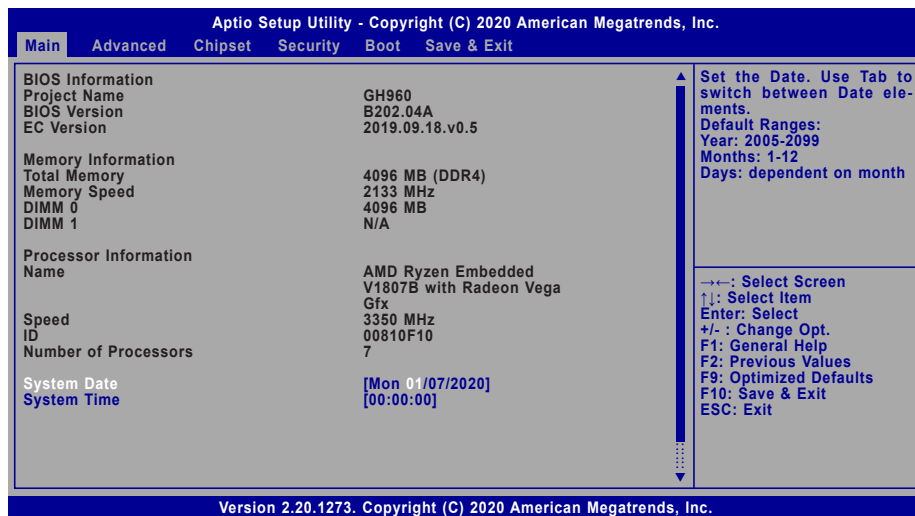 Aptio Setup Utility - Copyright (C) 2020 American Megatrends, Inc.
Main Advanced Chipset Security Boot Save & Exit
BIOS Information
Project Name GH960
BIOS Version B202.04A
EC Version 2019.09.18.v0.5
Memory Information
Total Memory 4096 MB (DDR4)
Memory Speed 2133 MHz
DIMM 0 4096 MB
DIMM 1 N/A
Processor Information
Name AMD Ryzen Embedded
V1807B with Radeon Vega
Gfx
Speed 3350 MHz
ID 00810F10
Number of Processors 7
System Date [Mon 01/07/2020]
System Time [00:00:00]
Set the Date. Use Tab to
switch between Date ele-
ments.
Default Ranges:
Year: 2005-2099
Months: 1-12
Days: dependent on month
→←: Select Screen
↑↓: Select Item
Enter: Select
+/- : Change Opt.
F1: General Help
F2: Previous Values
F9: Optimized Defaults
F10: Save & Exit
ESC: Exit
Version 2.20.1273. Copyright (C) 2020 American Megatrends, Inc.